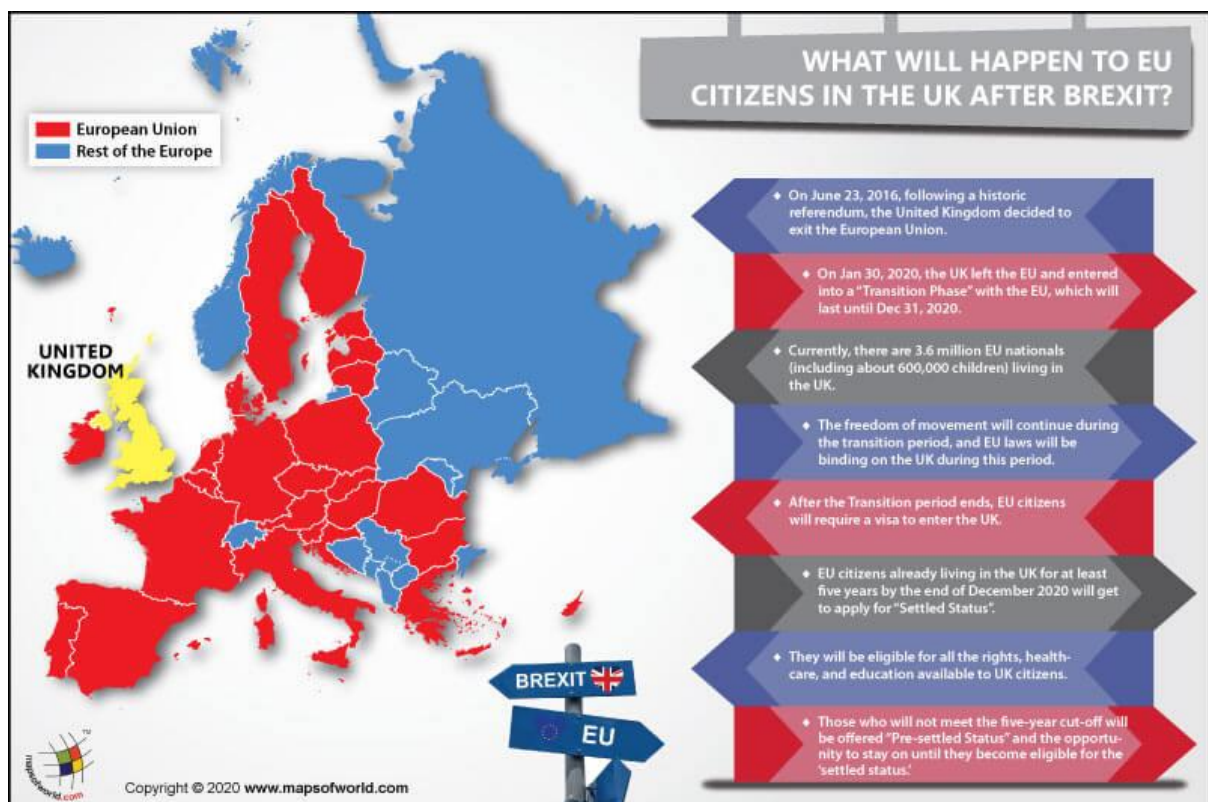 WHAT WILL HAPPEN TO EU
CITIZENS IN THE UK AFTER BREXIT?
European Union
Rest of the Europe
UNITED
KINGDOM
◆ On June 23, 2016, following a historic
referendum, the United Kingdom decided to
exit the European Union.
◆ On Jan 30, 2020, the UK left the EU and entered
into a “Transition Phase” with the EU, which will
last until Dec 31, 2020.
◆ Currently, there are 3.6 million EU nationals
(including about 600,000 children) living in
the UK.
◆ The freedom of movement will continue during
the transition period, and EU laws will be
binding on the UK during this period.
◆ After the Transition period ends, EU citizens
will require a visa to enter the UK.
◆ EU citizens already living in the UK for at least
five years by the end of December 2020 will get
to apply for “Settled Status”.
◆ They will be eligible for all the rights, health-
care, and education available to UK citizens.
◆ Those who will not meet the five-year cut-off will
be offered “Pre-settled Status” and the opportu-
nity to stay on until they become eligible for the
‘settled status.’
BREXIT
EU
TM
mapsofworld.com
Copyright © 2020 www.mapsofworld.com